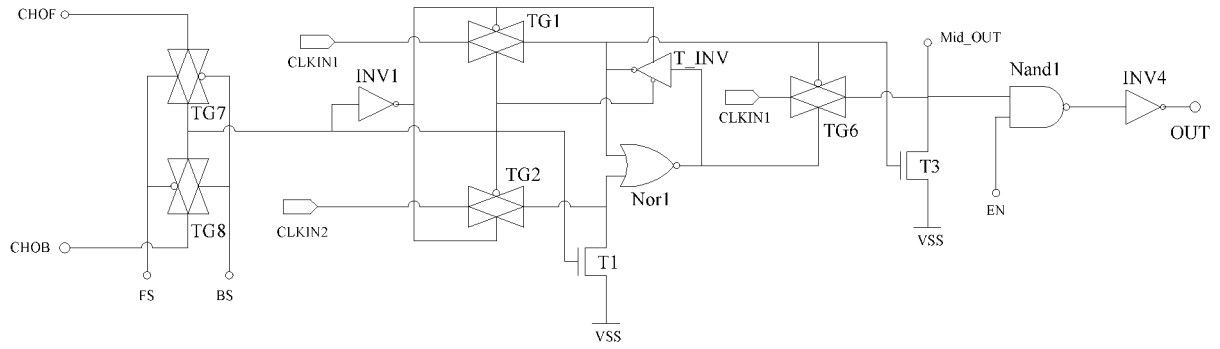 CHOF
TG7
TG8
CHOB
FS
BS
CLKIN1
INV1
CLKIN2
TG1
TG2
T_INV
Nor1
T1
VSS
CLKIN1
TG6
Mid_OUT
T3
VSS
Nand1
EN
INV4
OUT